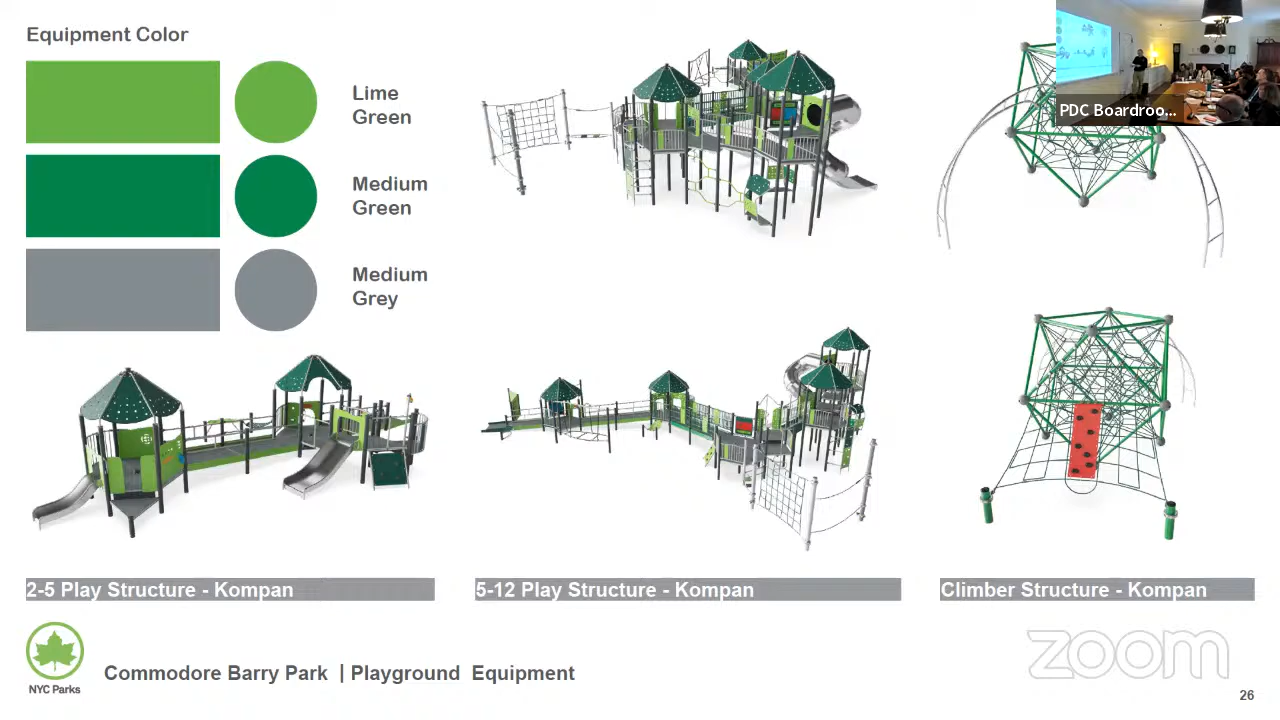 Equipment Color
Lime
Green
Medium
Green
Medium
Grey
PDC Boardroo...
2-5 Play Structure - Kompan
5-12 Play Structure - Kompan
Climber Structure - Kompan
NYC Parks
Commodore Barry Park | Playground Equipment
zoom
26